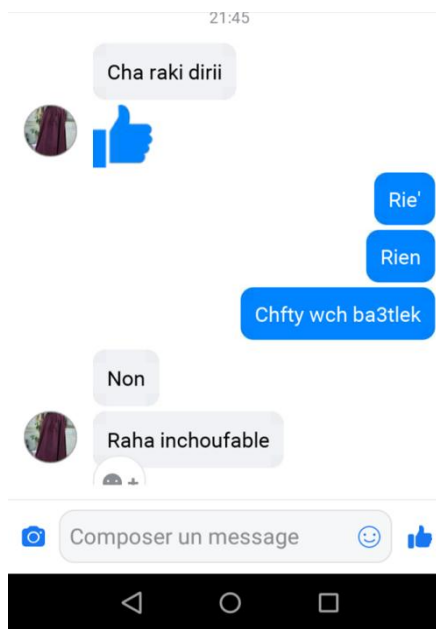 21:45
Cha raki dirii
Rie'
Rien
Chfty wch ba3tlek
Non
Raha inchoufable
Composer un message